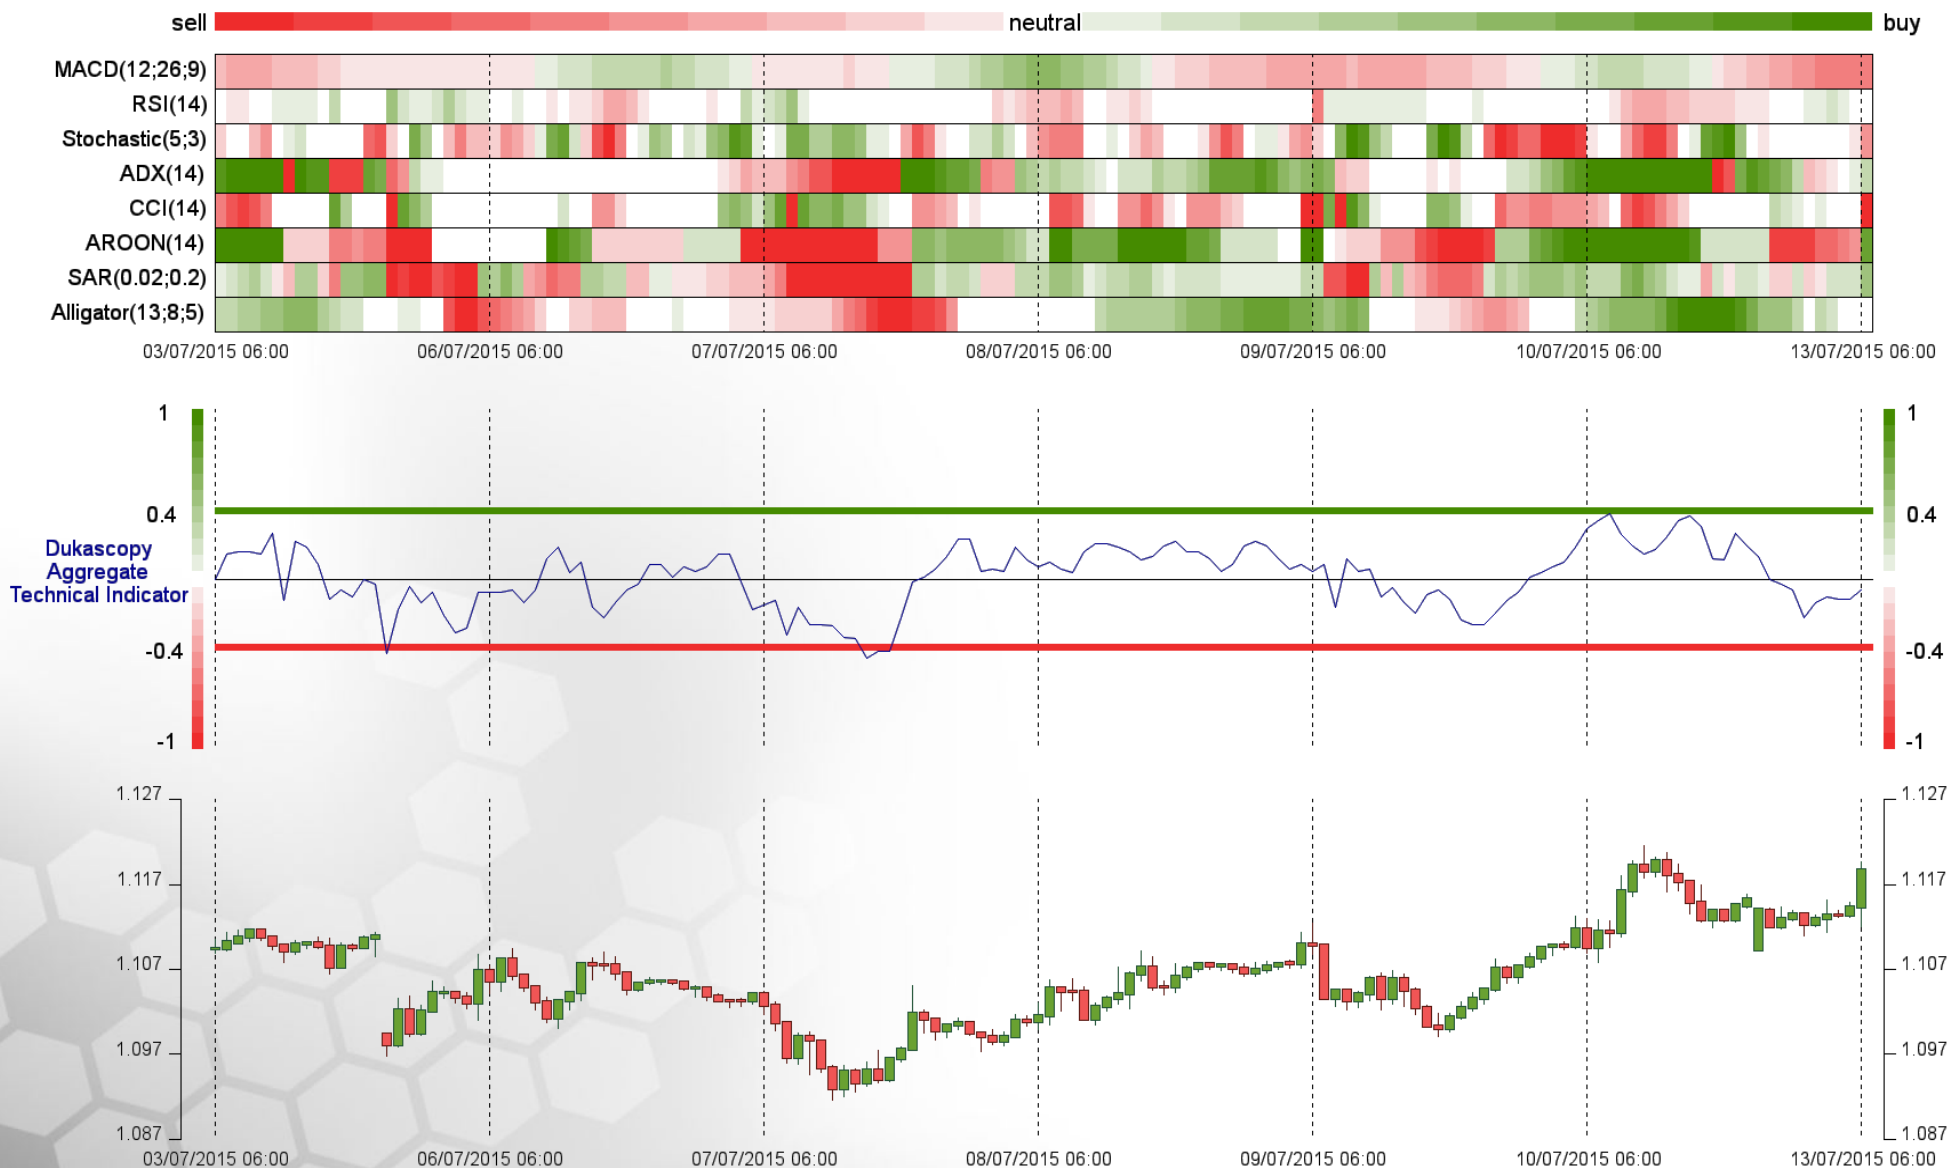 sell neutral buy
MACD(12;26;9)
RSI(14)
Stochastic(5;3)
ADX(14)
CCI(14)
AROON(14)
SAR(0.02;0.2)
Alligator(13;8;5)
03/07/2015 06:00 06/07/2015 06:00 07/07/2015 06:00 08/07/2015 06:00 09/07/2015 06:00 10/07/2015 06:00 13/07/2015 06:00
1 1
0.4 0.4
Dukascopy
Aggregate
Technical Indicator
-0.4 -0.4
-1 -1
1.127 1.127
1.117 1.117
1.107 1.107
1.097 1.097
1.087 1.087
03/07/2015 06:00 06/07/2015 06:00 07/07/2015 06:00 08/07/2015 06:00 09/07/2015 06:00 10/07/2015 06:00 13/07/2015 06:00